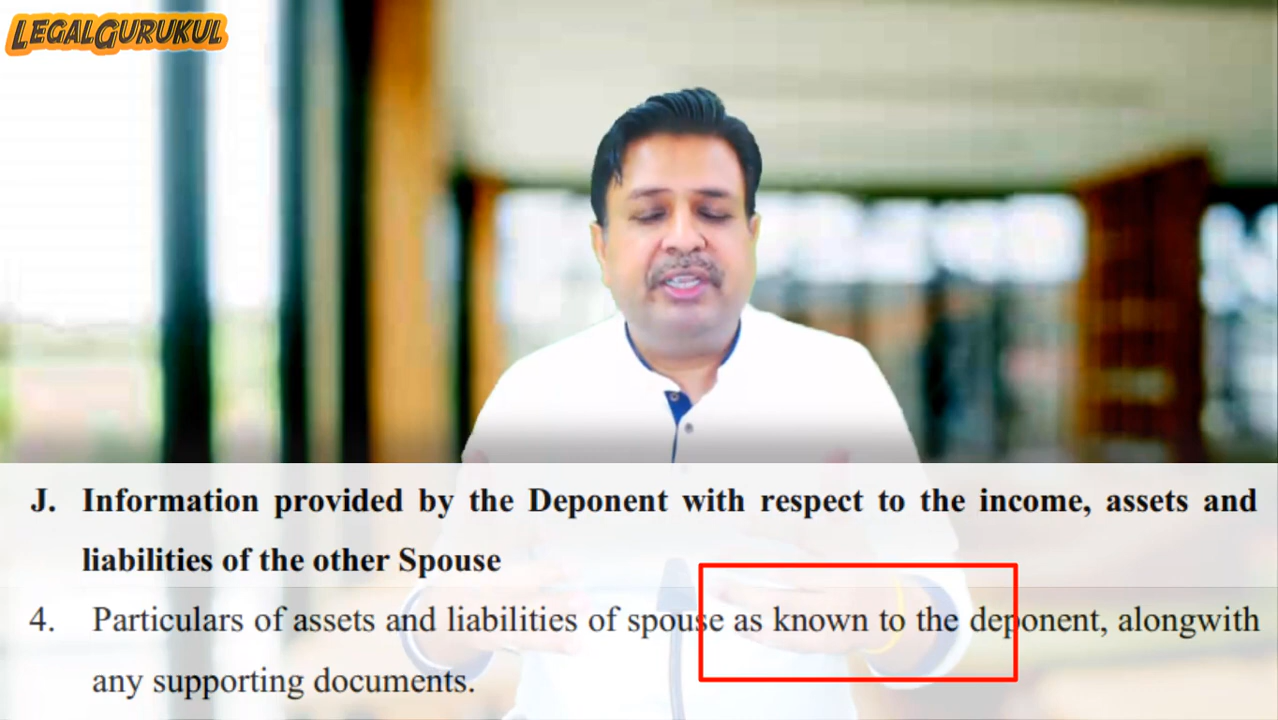 LEGALGURUKUL
J. Information provided by the Deponent with respect to the income, assets and
liabilities of the other Spouse
4. Particulars of assets and liabilities of spouse as known to the deponent, alongwith
any supporting documents.